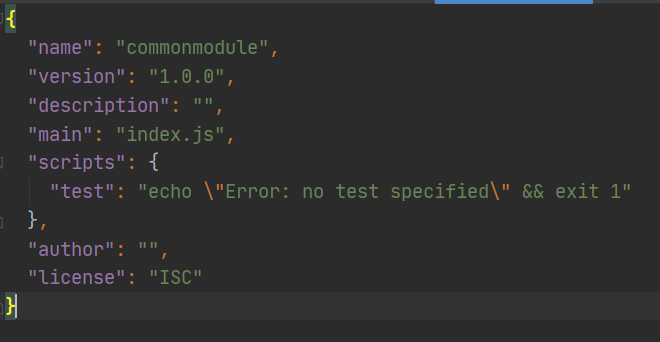 {
"name": "commonmodule",
"version": "1.0.0",
"description": "",
"main": "index.js",
"scripts": {
"test": "echo \"Error: no test specified\" && exit 1"
},
"author": "",
"license": "ISC"
}